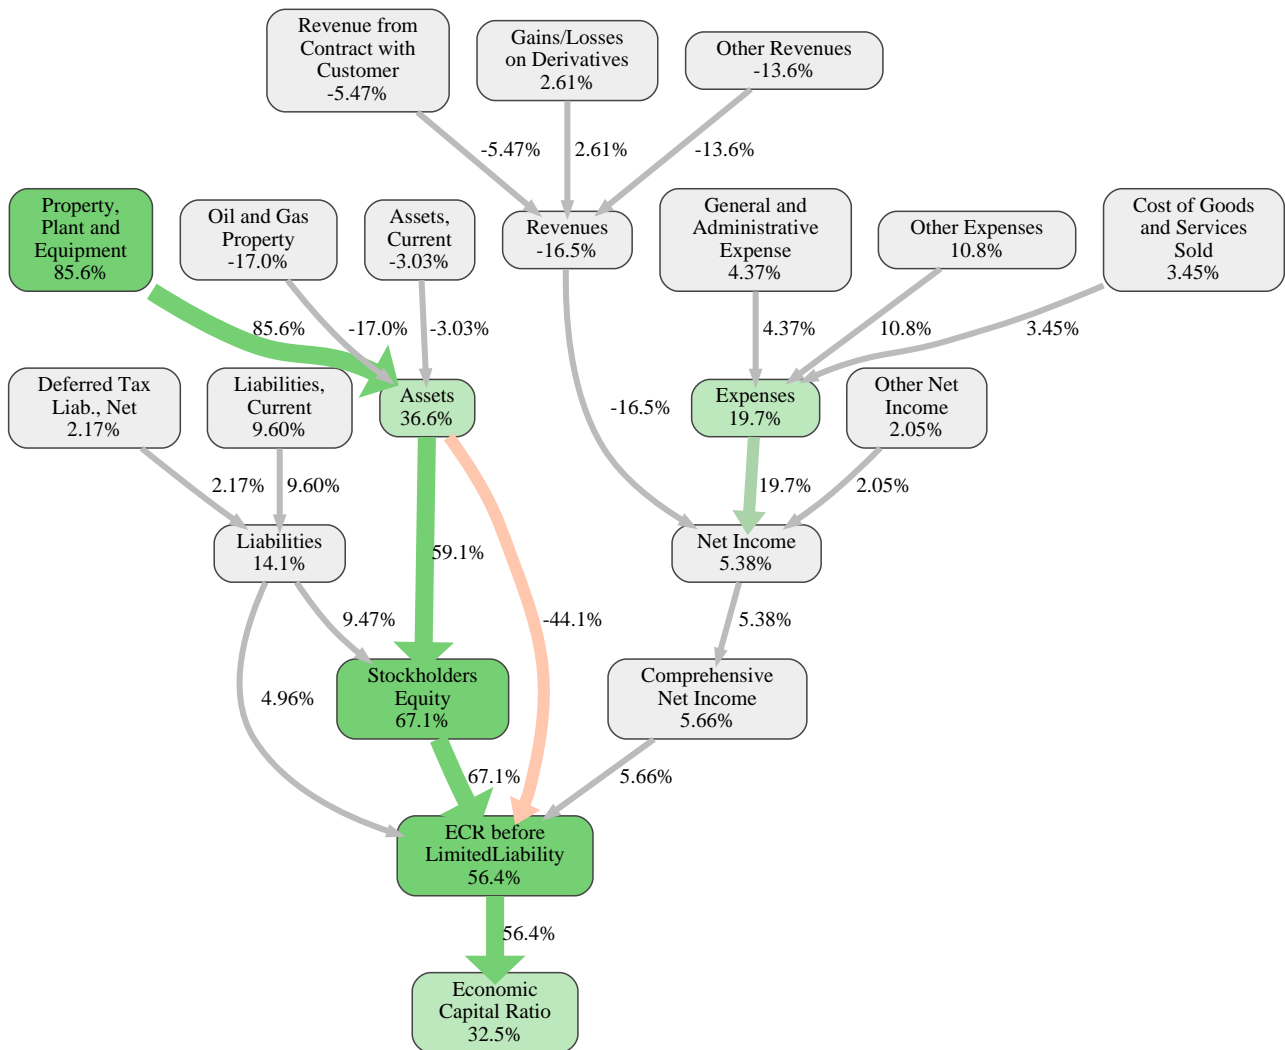 Revenue from
Contract with
Customer
-5.47%
Gains/Losses
on Derivatives
2.61%
Other Revenues
-13.6%
-5.47%
2.61%
-13.6%
Property,
Plant and
Equipment
85.6%
Oil and Gas
Property
-17.0%
Assets,
Current
-3.03%
Revenues
-16.5%
General and
Administrative
Expense
4.37%
Other Expenses
10.8%
Cost of Goods
and Services
Sold
3.45%
85.6%
-17.0%
-3.03%
4.37%
10.8%
3.45%
Deferred Tax
Liab., Net
2.17%
Liabilities,
Current
9.60%
Assets
36.6%
-16.5%
Expenses
19.7%
Other Net
Income
2.05%
2.17%
9.60%
19.7%
2.05%
Liabilities
14.1%
59.1%
Net Income
5.38%
9.47%
-44.1%
5.38%
4.96%
Stockholders
Equity
67.1%
Comprehensive
Net Income
5.66%
67.1%
5.66%
ECR before
LimitedLiability
56.4%
56.4%
Economic
Capital Ratio
32.5%